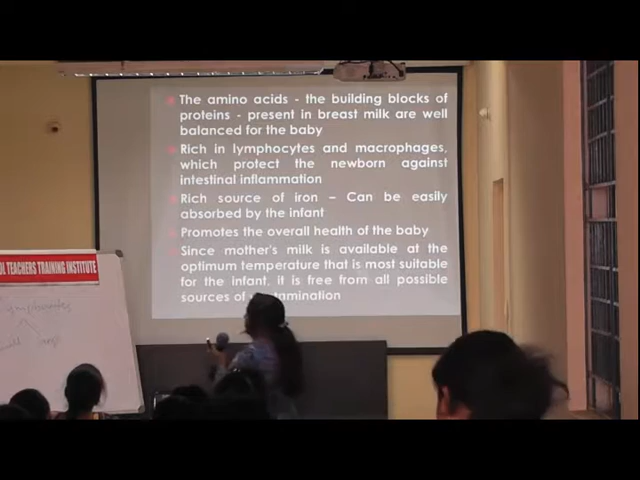 The amino acids - the building blocks of
proteins - present in breast milk are well
balanced for the baby
Rich in lymphocytes and macrophages,
which protect the newborn against
intestinal inflammation
Rich source of iron – Can be easily
absorbed by the infant
Promotes the overall health of the baby
Since mother's milk is available at the
optimum temperature that is most suitable
for the infant, it is free from all possible
sources of
TEACHERS TRAINING INSTITUTE